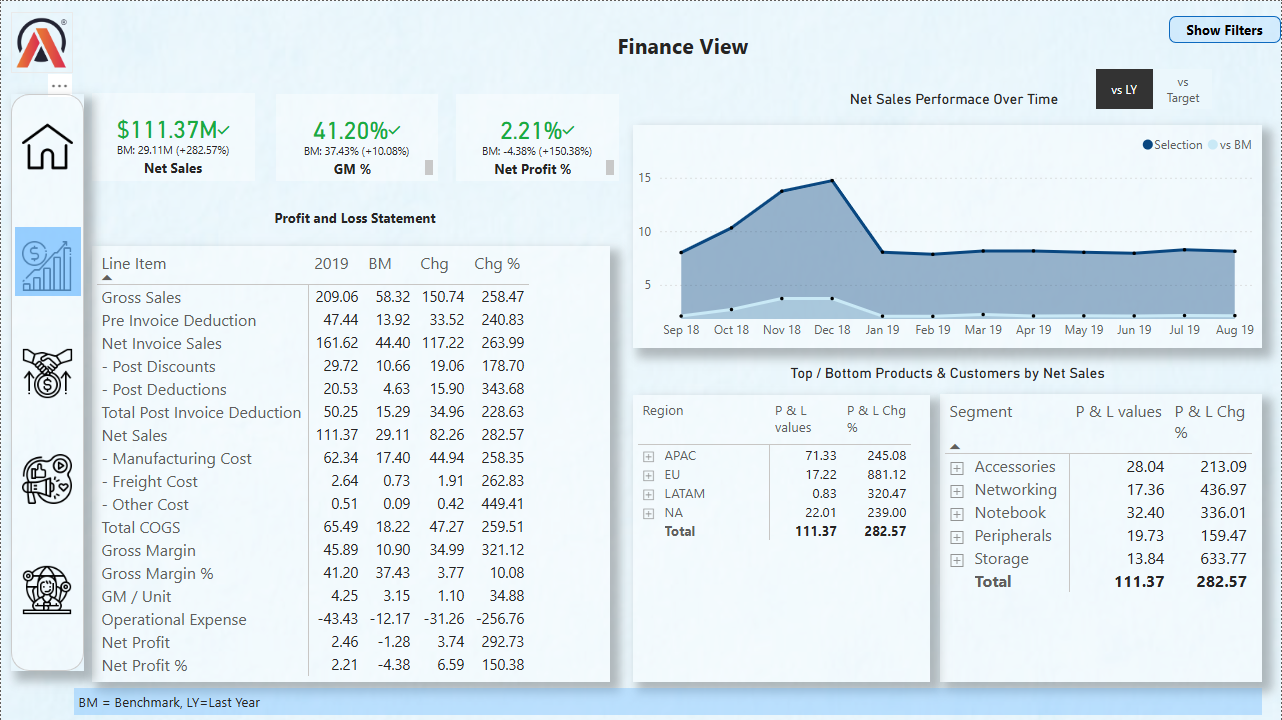 Finance View
Show Filters
®
...
$111.37M
BM: 29.11M (+282.57%)
Net Sales
41.20%
BM: 37.43% (+10.08%)
GM %
2.21%
BM: -4.38% (+150.38%)
Net Profit %
Net Sales Performace Over Time
vs LY
vs
Target
Selection vs BM
15
10
5
Sep 18 Oct 18 Nov 18 Dec 18 Jan 19 Feb 19 Mar 19 Apr 19 May 19 Jun 19 Jul 19 Aug 19
Profit and Loss Statement
Line Item 2019 BM Chg Chg %
Gross Sales 209.06 58.32 150.74 258.47
Pre Invoice Deduction 47.44 13.92 33.52 240.83
Net Invoice Sales 161.62 44.40 117.22 263.99
- Post Discounts 29.72 10.66 19.06 178.70
- Post Deductions 20.53 4.63 15.90 343.68
Total Post Invoice Deduction 50.25 15.29 34.96 228.63
Net Sales 111.37 29.11 82.26 282.57
- Manufacturing Cost 62.34 17.40 44.94 258.35
- Freight Cost 2.64 0.73 1.91 262.83
- Other Cost 0.51 0.09 0.42 449.41
Total COGS 65.49 18.22 47.27 259.51
Gross Margin 45.89 10.90 34.99 321.12
Gross Margin % 41.20 37.43 3.77 10.08
GM / Unit 4.25 3.15 1.10 34.88
Operational Expense -43.43 -12.17 -31.26 -256.76
Net Profit 2.46 -1.28 3.74 292.73
Net Profit % 2.21 -4.38 6.59 150.38
Top / Bottom Products & Customers by Net Sales
Region P & L values P & L Chg %
APAC 71.33 245.08
EU 17.22 881.12
LATAM 0.83 320.47
NA 22.01 239.00
Total 111.37 282.57
Segment P & L values P & L Chg %
Accessories 28.04 213.09
Networking 17.36 436.97
Notebook 32.40 336.01
Peripherals 19.73 159.47
Storage 13.84 633.77
Total 111.37 282.57
BM = Benchmark, LY=Last Year